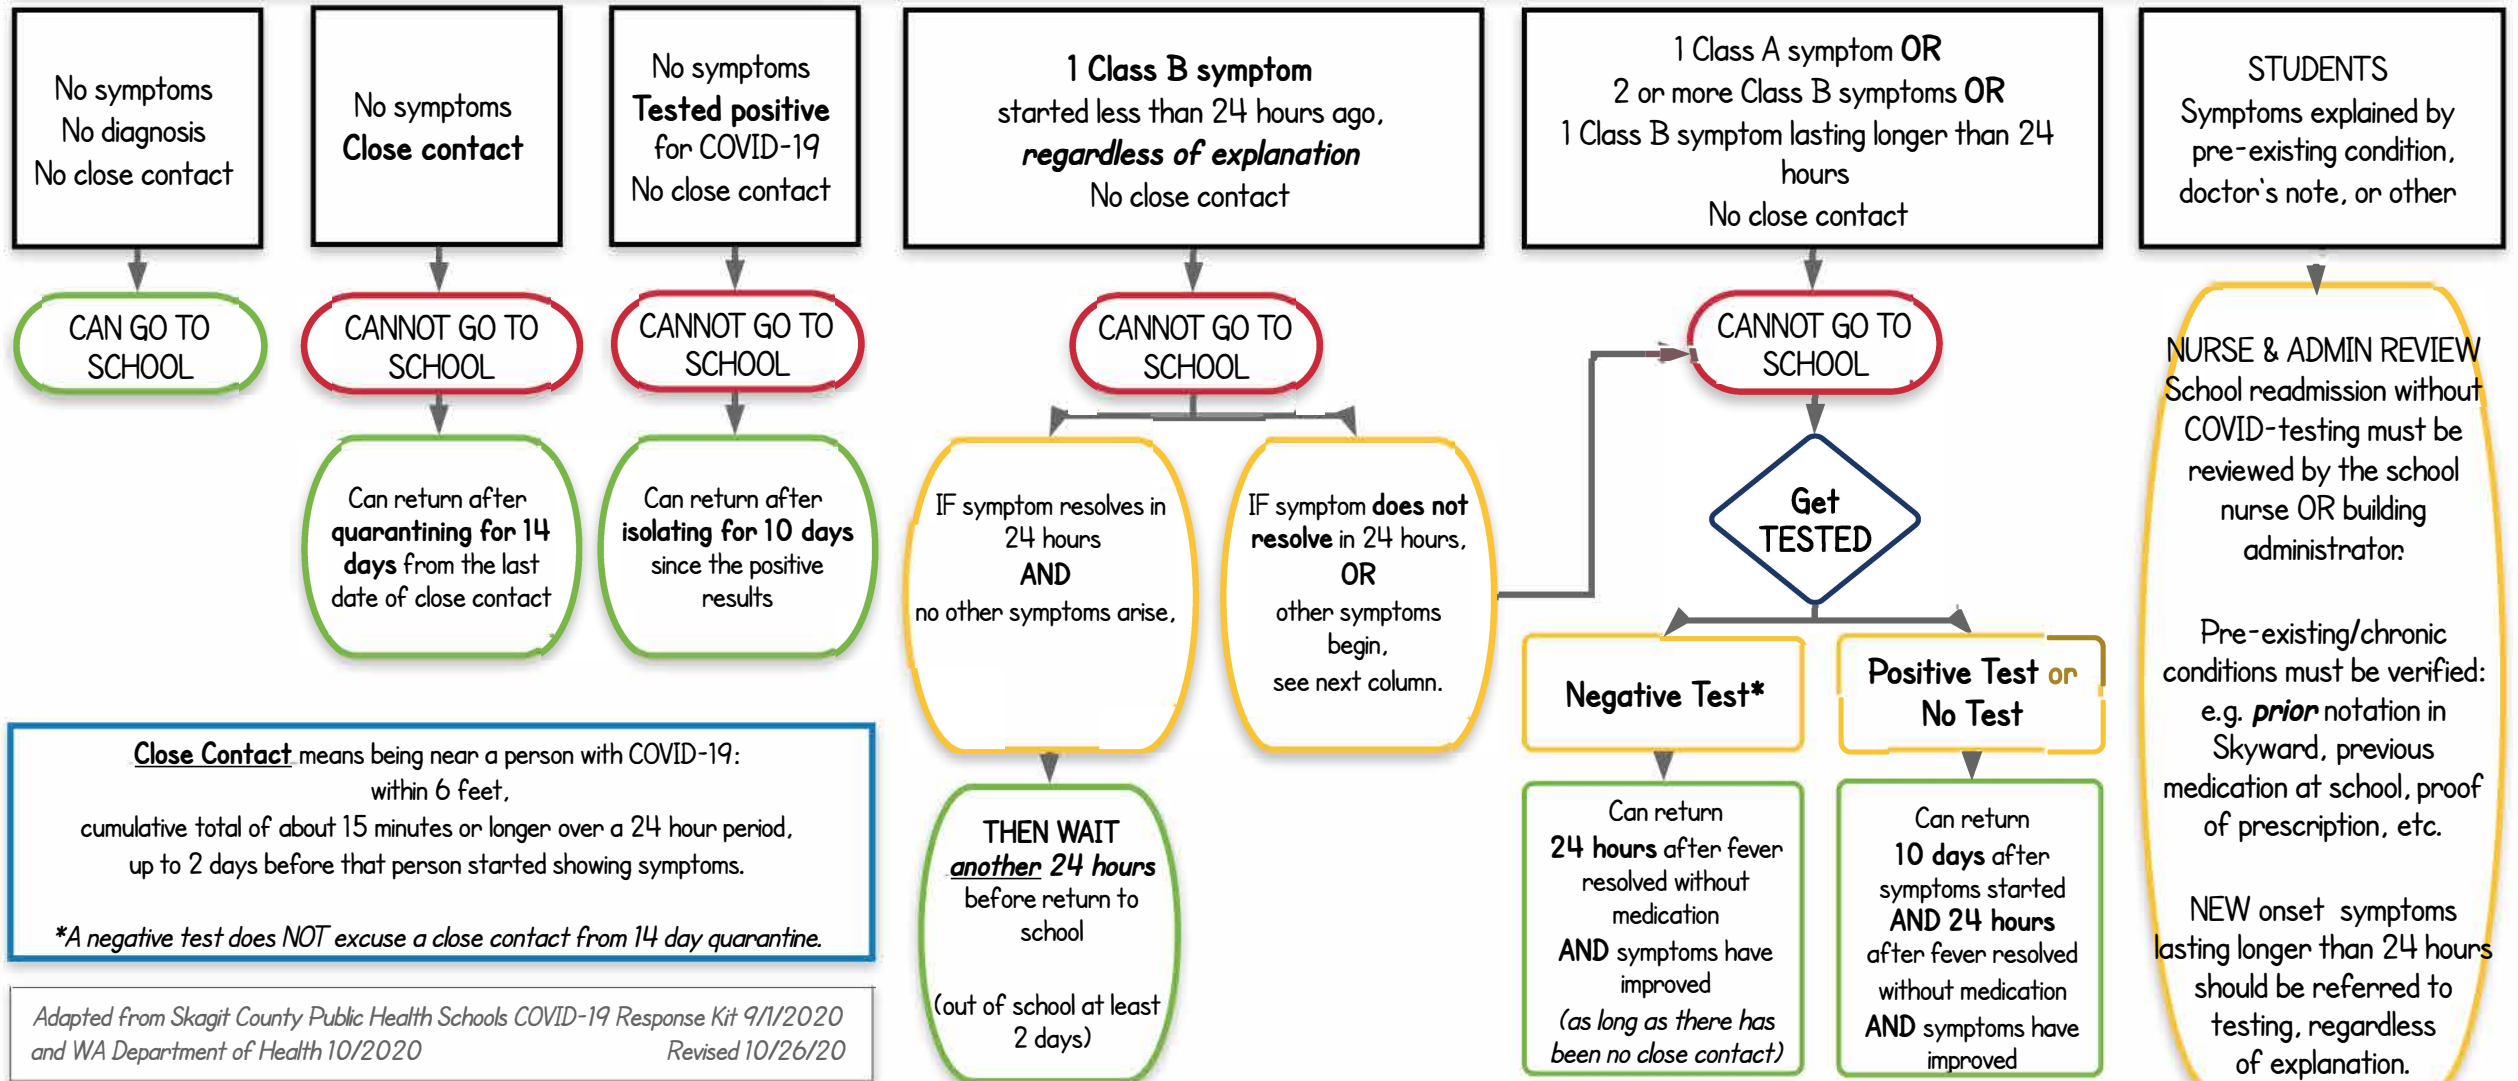 No symptoms
No diagnosis
No close contact
CAN GO TO
SCHOOL
No symptoms
Close contact
CANNOT GO TO
SCHOOL
Can return after
quarantining for 14
days from the last
date of close contact
No symptoms
Tested positive
for COVID-19
No close contact
CANNOT GO TO
SCHOOL
Can return after
isolating for 10 days
since the positive
results
1 Class B symptom
started less than 24 hours ago,
regardless of explanation
No close contact
CANNOT GO TO
SCHOOL
IF symptom resolves in
24 hours
AND
no other symptoms arise,
THEN WAIT
another 24 hours
before return to
school
(out of school at least
2 days)
IF symptom does not
resolve in 24 hours,
OR
other symptoms
begin,
see next column.
1 Class A symptom OR
2 or more Class B symptoms OR
1 Class B symptom lasting longer than 24
hours
No close contact
CANNOT GO TO
SCHOOL
Get
TESTED
Negative Test*
Can return
24 hours after fever
resolved without
medication
AND symptoms have
improved
(as long as there has
been no close contact)
Positive Test or
No Test
Can return
10 days after
symptoms started
AND 24 hours
after fever resolved
without medication
AND symptoms have
improved
STUDENTS
Symptoms explained by
pre-existing condition,
doctor's note, or other
NURSE & ADMIN REVIEW
School readmission without
COVID-testing must be
reviewed by the school
nurse OR building
administrator.
Pre-existing/chronic
conditions must be verified:
e.g. prior notation in
Skyward, previous
medication at school, proof
of prescription, etc.
NEW onset symptoms
lasting longer than 24 hours
should be referred to
testing, regardless
of explanation.
Close Contact means being near a person with COVID-19:
within 6 feet,
cumulative total of about 15 minutes or longer over a 24 hour period,
up to 2 days before that person started showing symptoms.
*A negative test does NOT excuse a close contact from 14 day quarantine.
Adapted from Skagit County Public Health Schools COVID-19 Response Kit 9/1/2020
and WA Department of Health 10/2020 Revised 10/26/20